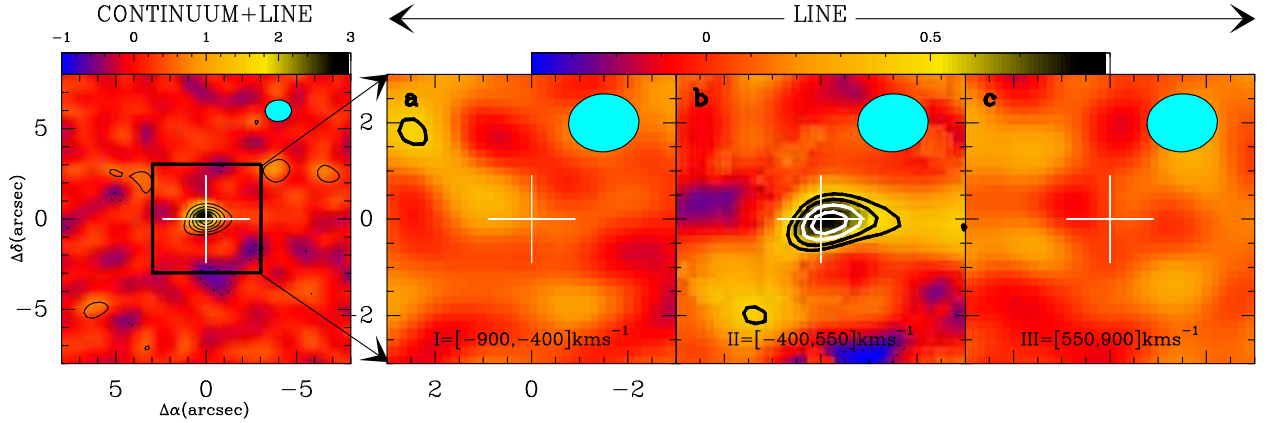 CONTINUUM+LINE
LINE
−1 0 1 2 3
0 0.5
a b c
5 0 −5
2 0 2
Δδ(arcsec)
I=[−900,−400]kms⁻¹
II=[−400,550]kms⁻¹
III=[550,900]kms⁻¹
5 0 −5
2 0 −2
Δα(arcsec)